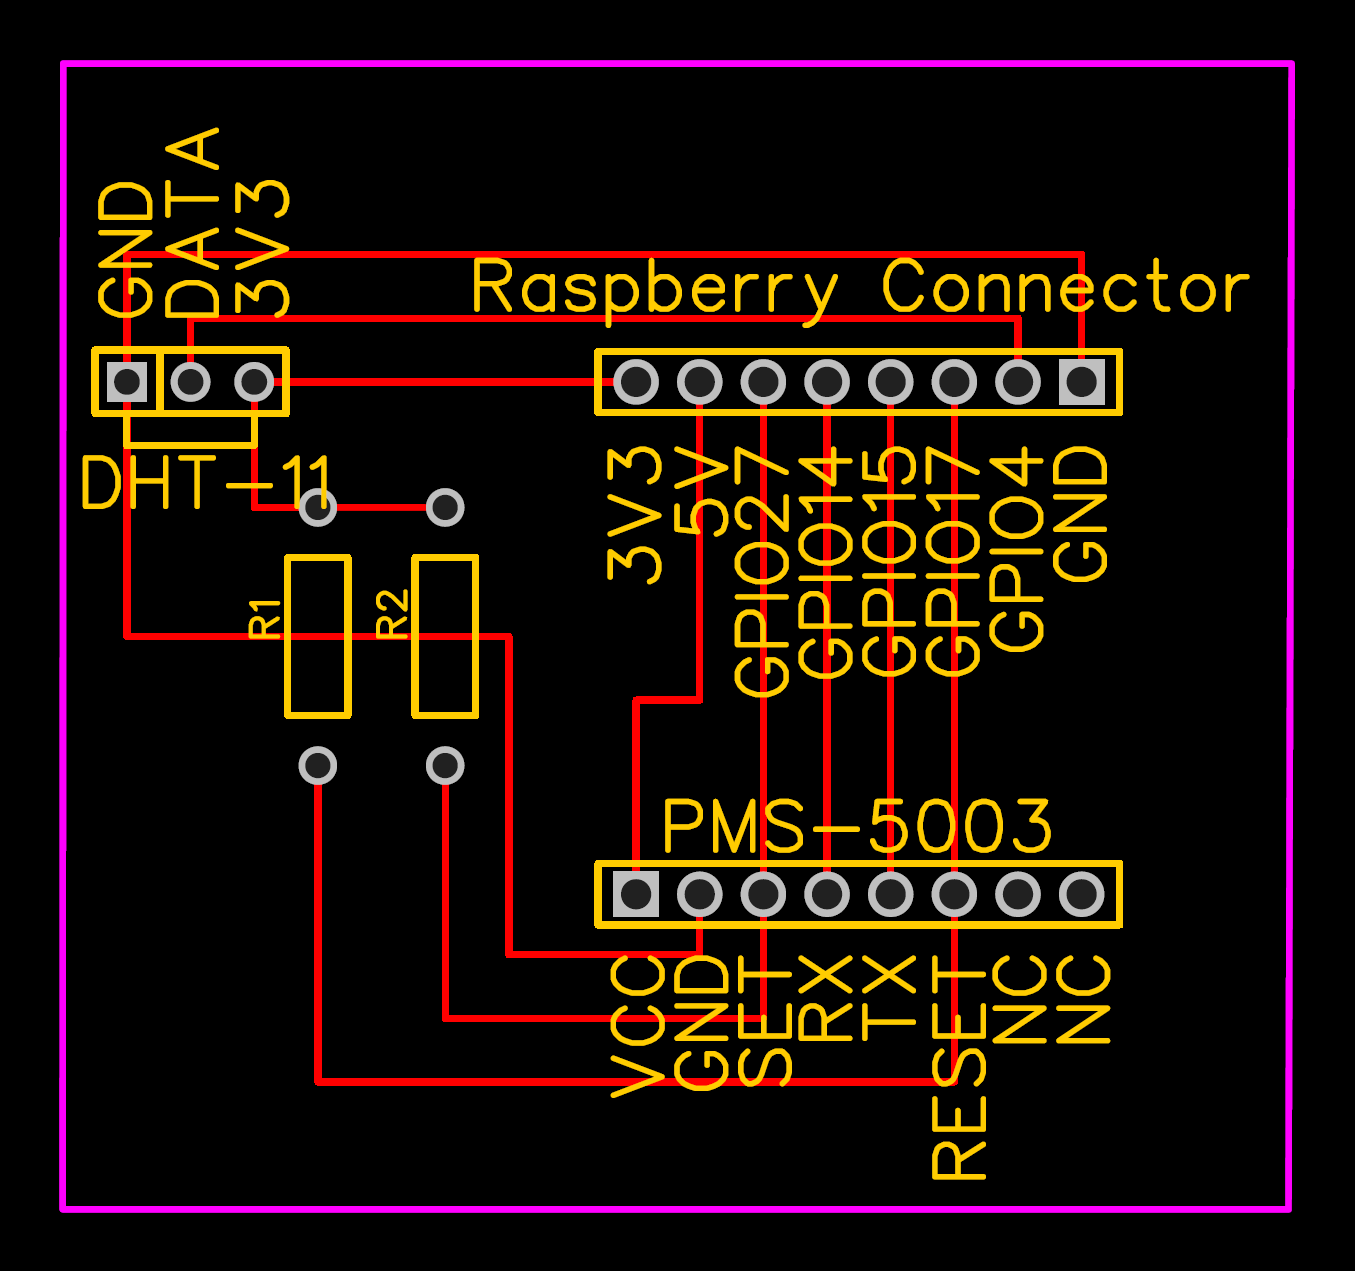 GND
DATA
3V3
Raspberry Connector
DHT-11
3V3
5V
GPIO27
GPIO14
GPIO15
GPIO17
GPIO4
GND
R1
R2
PMS-5003
VCC
GND
SET
RX
TX
RESET
NC
NC